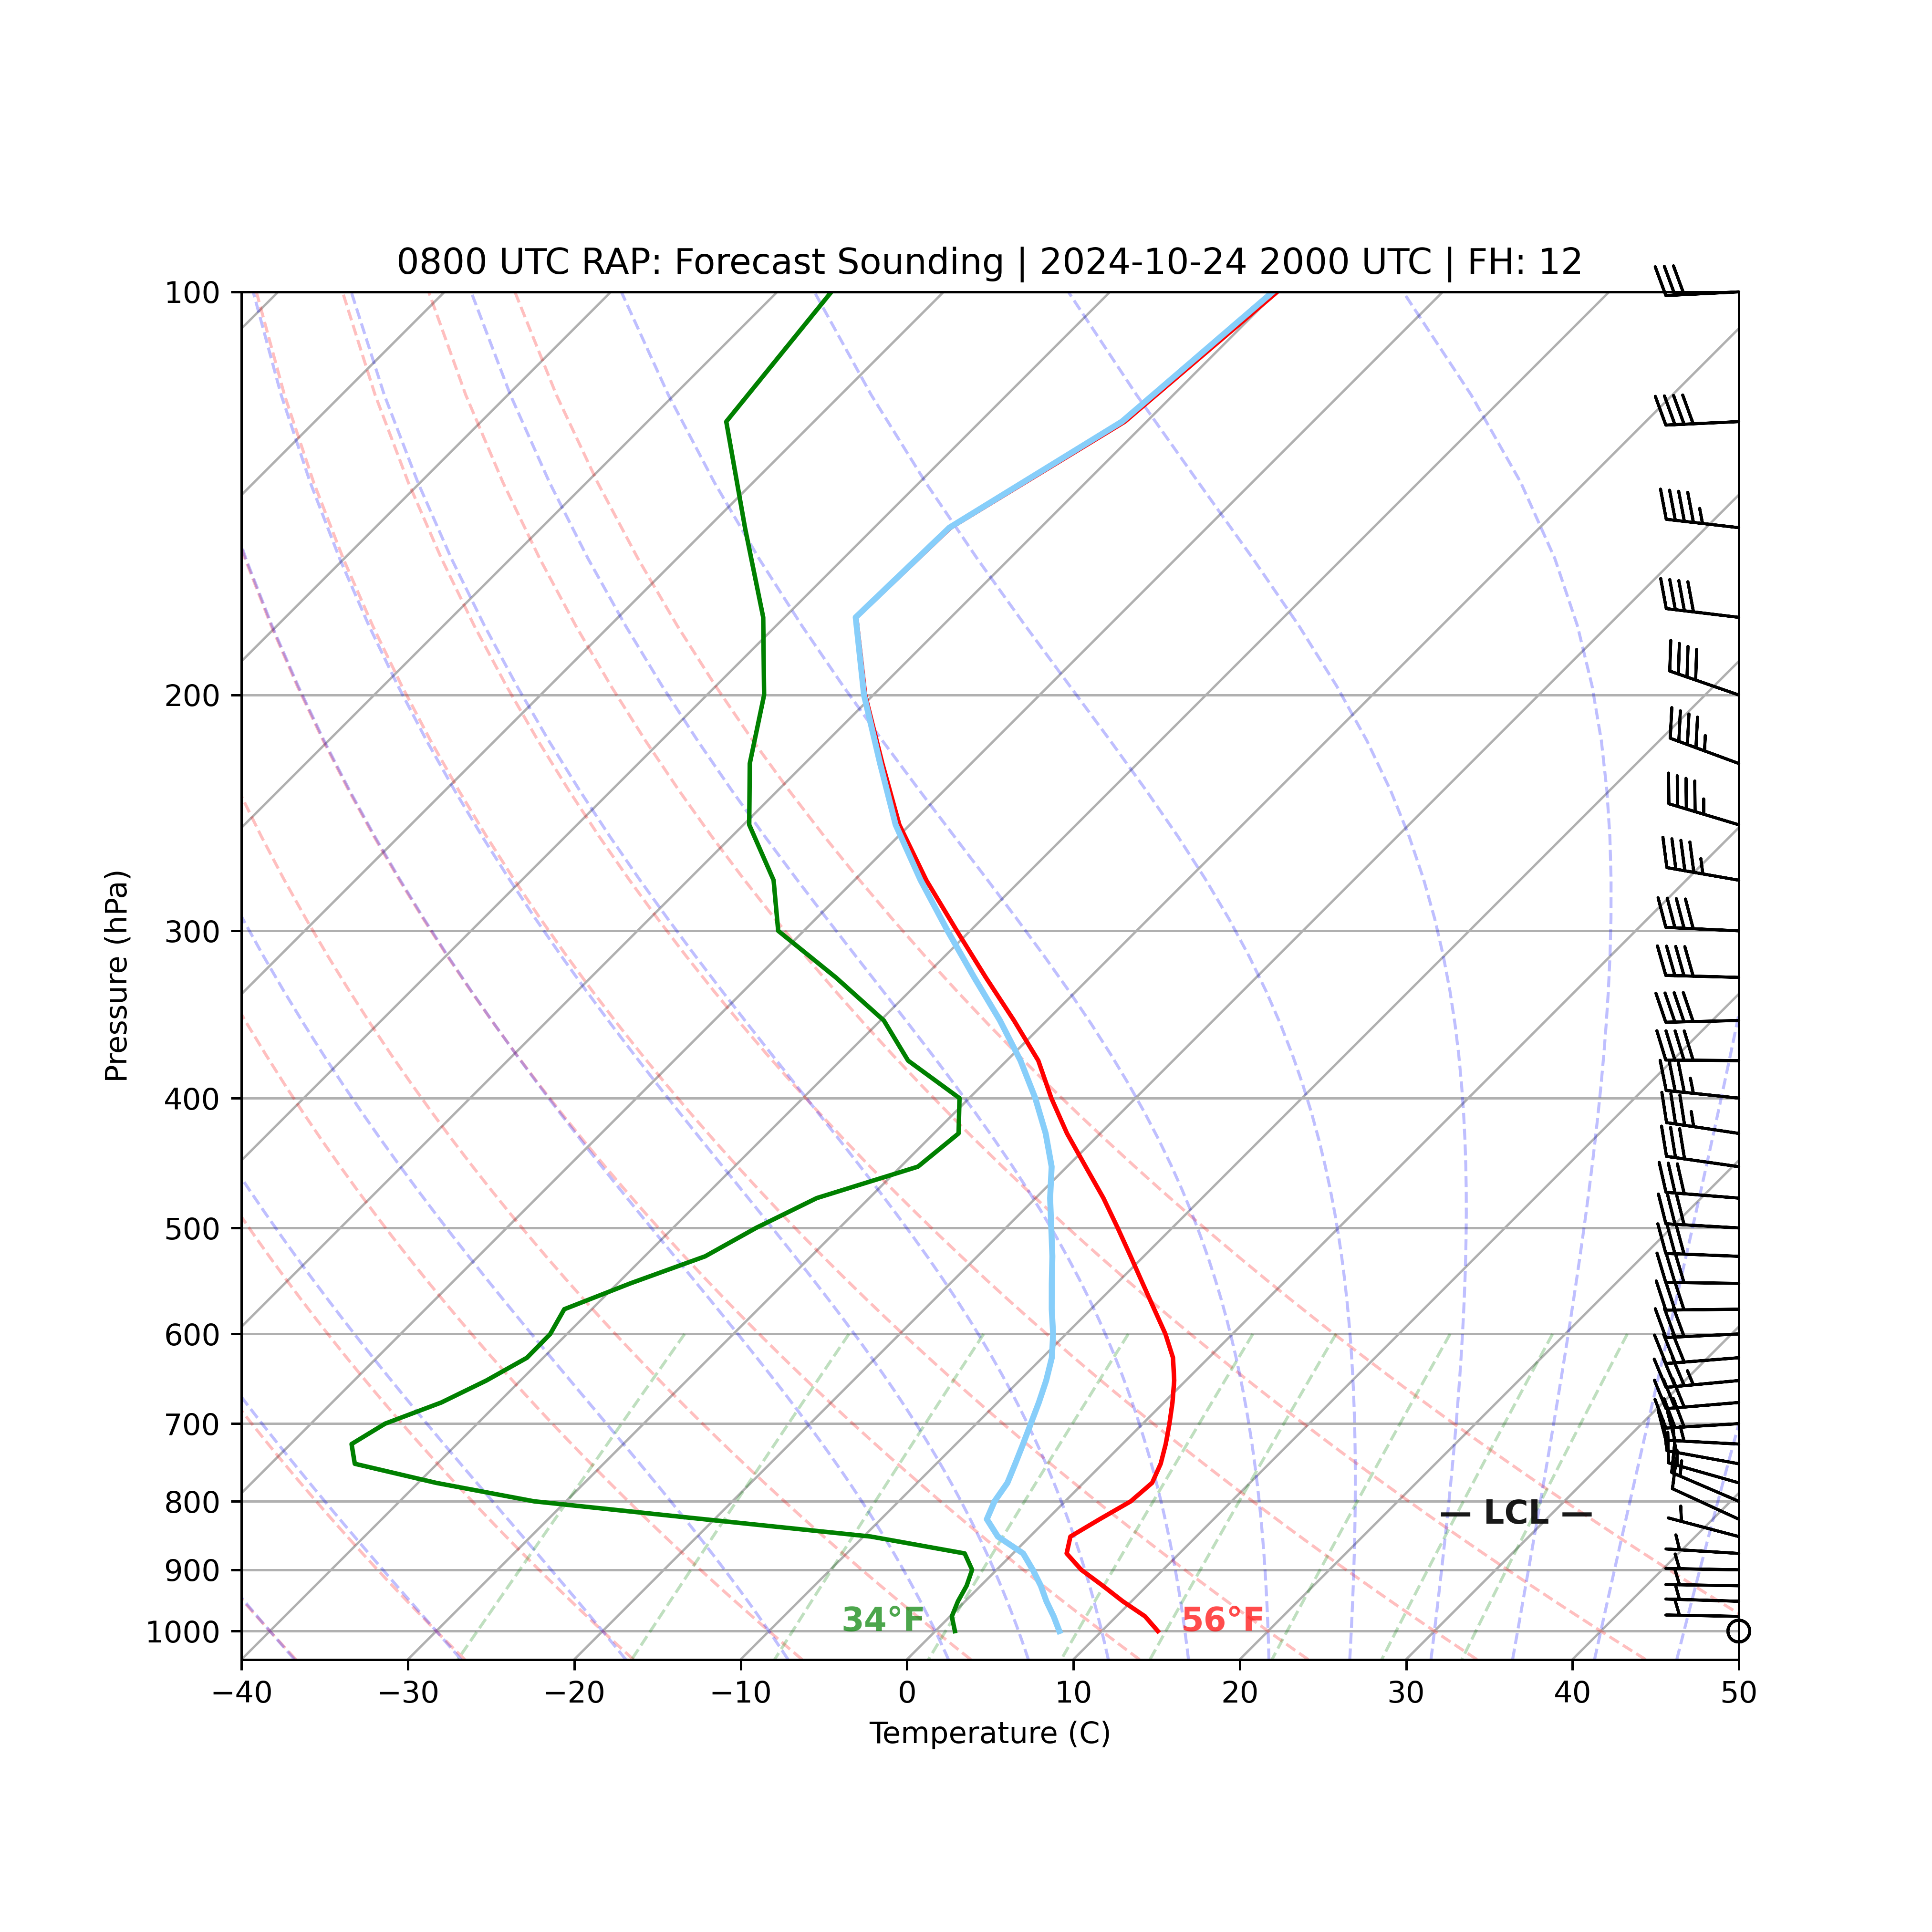 0800 UTC RAP: Forecast Sounding | 2024-10-24 2000 UTC | FH: 12
100
200
300
400
500
600
700
800
900
1000
Pressure (hPa)
— LCL —
34°F
56°F
−40 −30 −20 −10 0 10 20 30 40 50
Temperature (C)